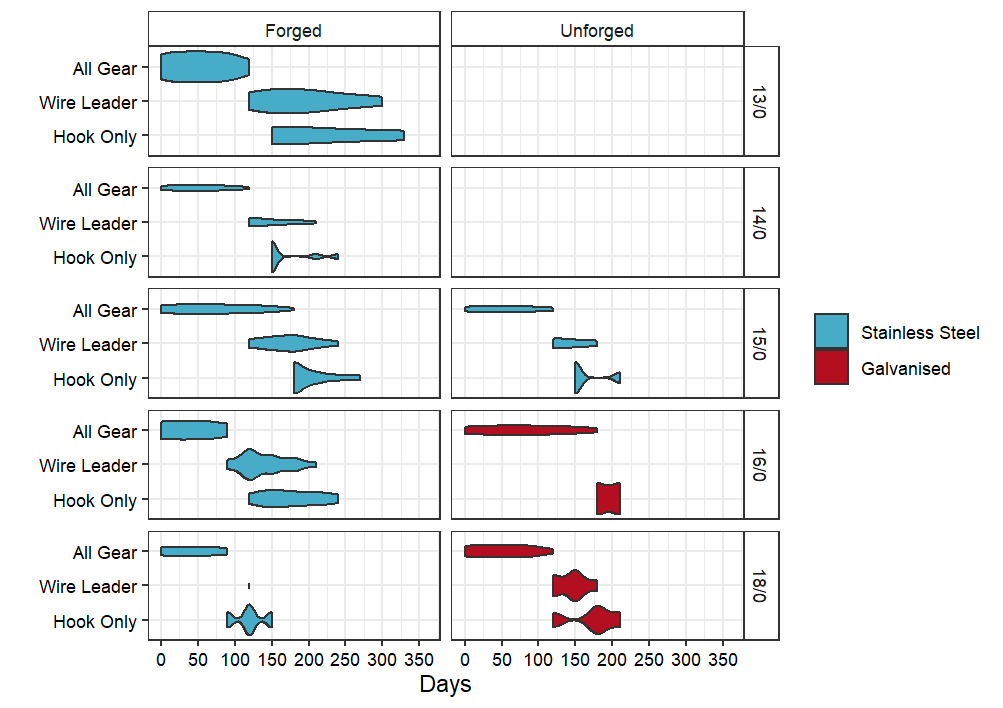 Forged Unforged
All Gear
Wire Leader
Hook Only
13/0
All Gear
Wire Leader
Hook Only
14/0
All Gear
Wire Leader
Hook Only
15/0
Stainless Steel
Galvanised
All Gear
Wire Leader
Hook Only
16/0
All Gear
Wire Leader
Hook Only
18/0
0 50 100 150 200 250 300 350 0 50 100 150 200 250 300 350
Days